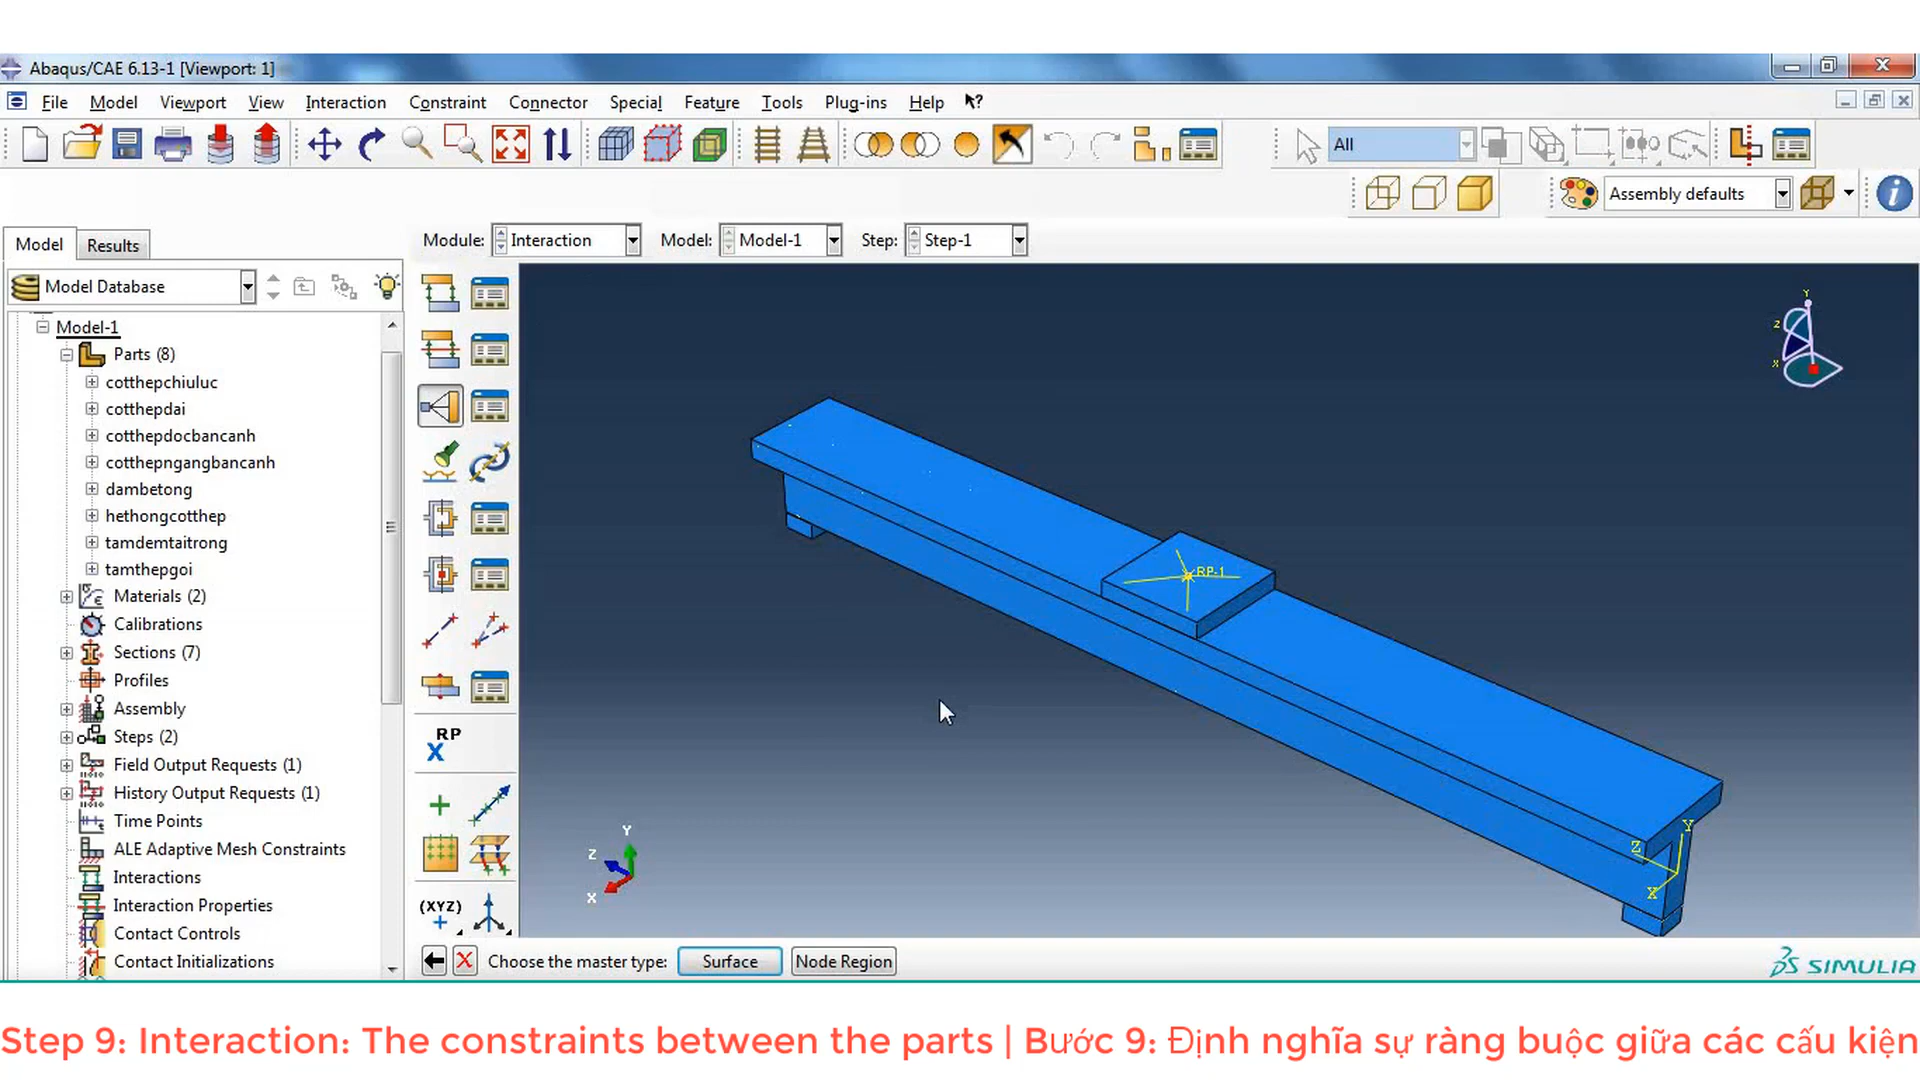 Abaqus/CAE 6.13-1 [Viewport: 1]
File Model Viewport View Interaction Constraint Connector Special Feature Tools Plug-ins Help
All
Assembly defaults
Model Results
Module: Interaction Model: Model-1 Step: Step-1
Model Database
Model-1
Parts (8)
cotthepchiuluc
cotthepdai
cotthepdocbancanh
cotthepngangbancanh
dambetong
hethongcotthep
tamdemtaitrong
tamthepgoi
Materials (2)
Calibrations
Sections (7)
Profiles
Assembly
Steps (2)
Field Output Requests (1)
History Output Requests (1)
Time Points
ALE Adaptive Mesh Constraints
Interactions
Interaction Properties
Contact Controls
Contact Initializations
RP
(XYZ)
Y
Z
X
RP-1
Y
Z
X
Y
Z
X
Choose the master type: Surface Node Region
SIMULIA
Step 9: Interaction: The constraints between the parts | Bước 9: Định nghĩa sự ràng buộc giữa các cấu kiện